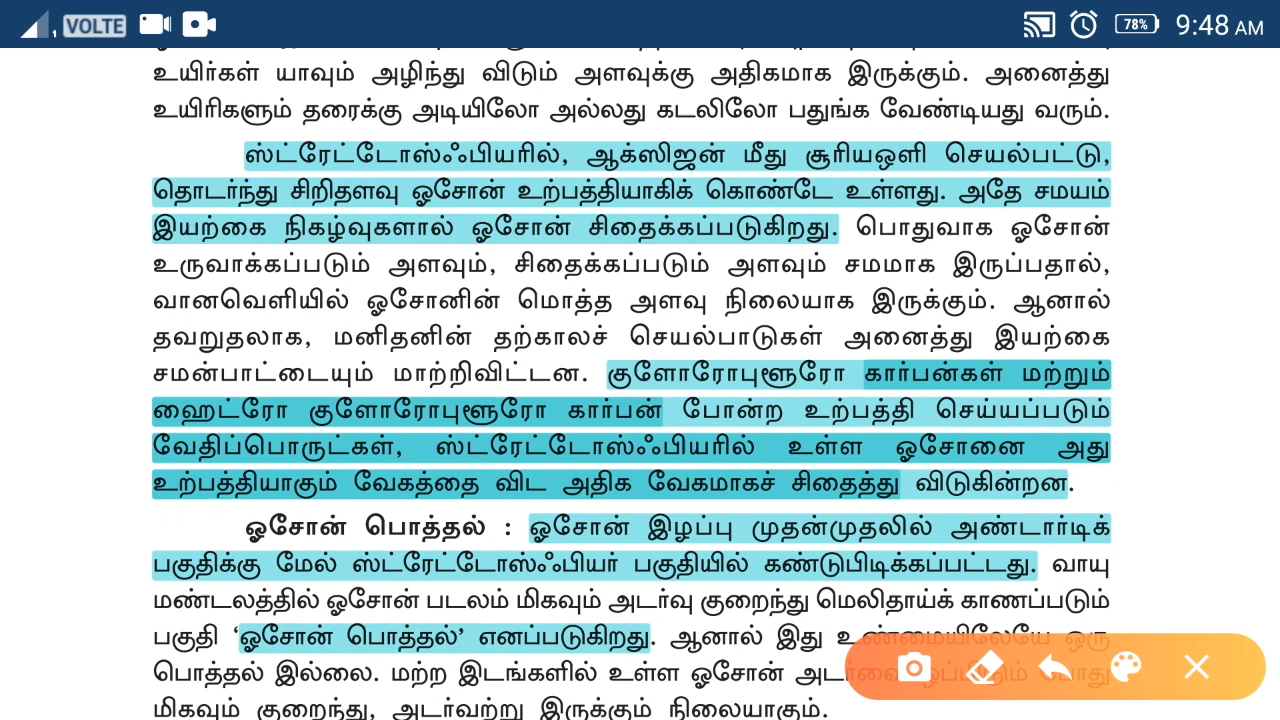 VOLTE 78% 9:48 AM
உயிர்கள் யாவும் அழிந்து விடும் அளவுக்கு அதிகமாக இருக்கும். அனைத்து
உயிரிகளும் தரைக்கு அடியிலோ அல்லது கடலிலோ பதுங்க வேண்டியது வரும்.
ஸ்ட்ரேட்டோஸ்ஃபியரில், ஆக்ஸிஜன் மீது சூரியஒளி செயல்பட்டு,
தொடர்ந்து சிறிதளவு ஓசோன் உற்பத்தியாகிக் கொண்டே உள்ளது. அதே சமயம்
இயற்கை நிகழ்வுகளால் ஓசோன் சிதைக்கப்படுகிறது. பொதுவாக ஓசோன்
உருவாக்கப்படும் அளவும், சிதைக்கப்படும் அளவும் சமமாக இருப்பதால்,
வானவெளியில் ஓசோனின் மொத்த அளவு நிலையாக இருக்கும். ஆனால்
தவறுதலாக, மனிதனின் தற்காலச் செயல்பாடுகள் அனைத்து இயற்கை
சமன்பாட்டையும் மாற்றிவிட்டன. குளோரோபுளூரோ கார்பன்கள் மற்றும்
ஹைட்ரோ குளோரோபுளூரோ கார்பன் போன்ற உற்பத்தி செய்யப்படும்
வேதிப்பொருட்கள், ஸ்ட்ரேட்டோஸ்ஃபியரில் உள்ள ஓசோனை அது
உற்பத்தியாகும் வேகத்தை விட அதிக வேகமாகச் சிதைத்து விடுகின்றன.
ஓசோன் பொத்தல் : ஓசோன் இழப்பு முதன்முதலில் அண்டார்டிக்
பகுதிக்கு மேல் ஸ்ட்ரேட்டோஸ்ஃபியர் பகுதியில் கண்டுபிடிக்கப்பட்டது. வாயு
மண்டலத்தில் ஓசோன் படலம் மிகவும் அடர்வு குறைந்து மெலிதாய்க் காணப்படும்
பகுதி ‘ஓசோன் பொத்தல்’ எனப்படுகிறது. ஆனால் இது உண்மையிலேயே ஒரு
பொத்தல் இல்லை. மற்ற இடங்களில் உள்ள ஓசோன் அடர்வை ஒப்பிடும் போது
மிகவும் குறைந்து, அடர்வற்று இருக்கும் நிலையாகும்.